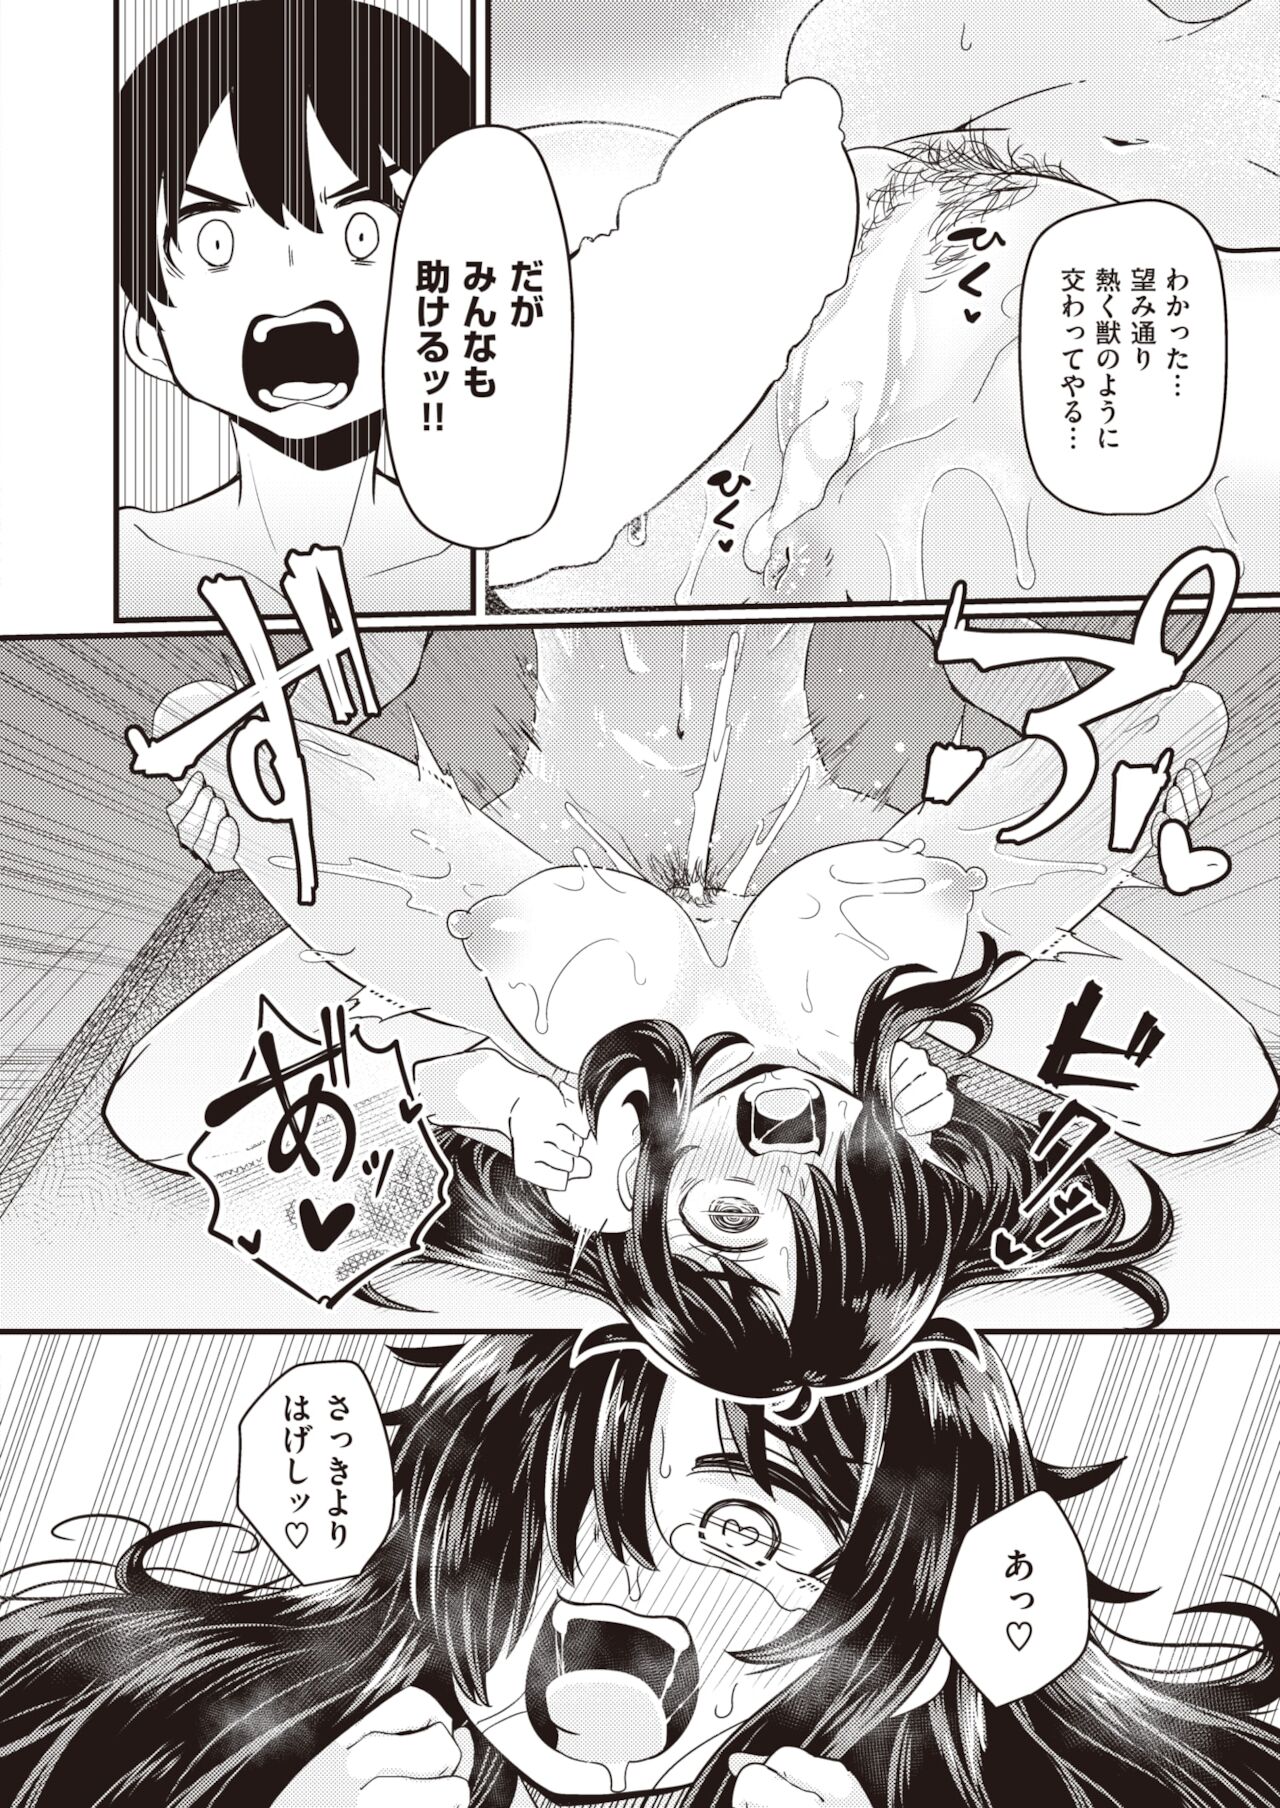 わかった…
望み通り
熱く獣のように
交わってやる…
ひく
ひく
だが
みんなも
助けるッ!!
ずぜ
あ゛ッ
ビクッ
あっ♡
さっきより
はげしッ♡